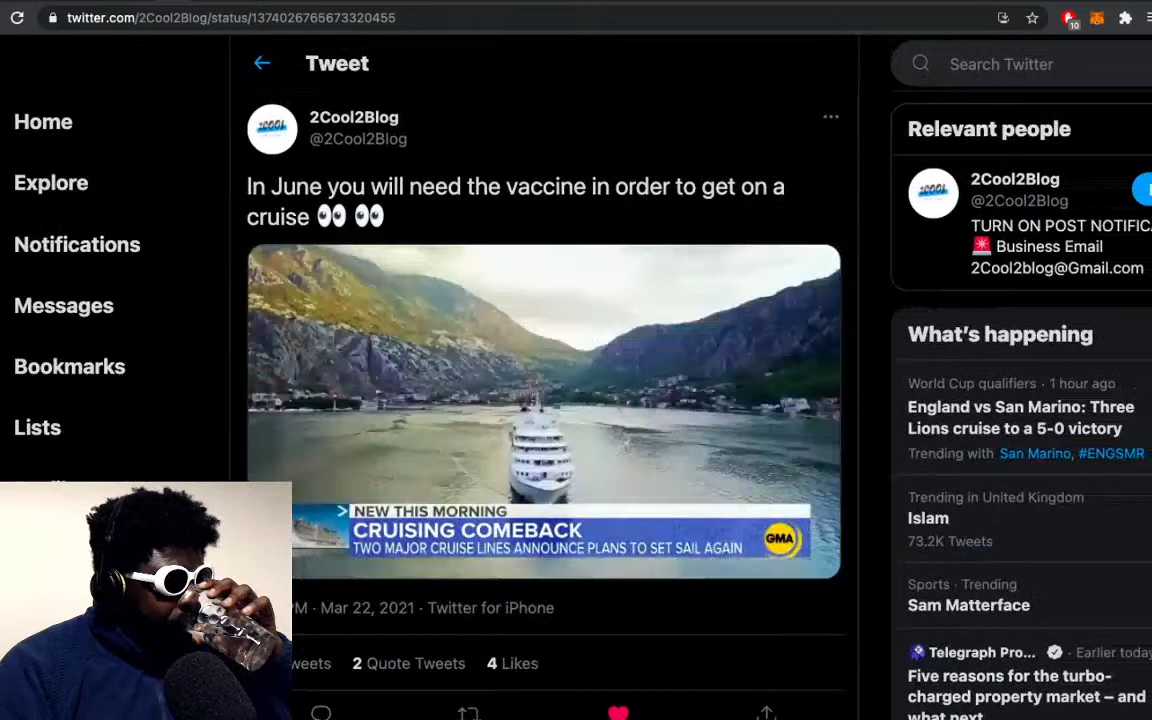 twitter.com/2Cool2Blog/status/1374026765673320455
10
Tweet
Search Twitter
Home
Explore
Notifications
Messages
Bookmarks
Lists
2Cool2Blog
@2Cool2Blog
In June you will need the vaccine in order to get on a
cruise 👀 👀
NEW THIS MORNING
CRUISING COMEBACK
TWO MAJOR CRUISE LINES ANNOUNCE PLANS TO SET SAIL AGAIN
GMA
PM · Mar 22, 2021 · Twitter for iPhone
2 Quote Tweets 4 Likes
Relevant people
2Cool2Blog
@2Cool2Blog
TURN ON POST NOTIFICA
🚨 Business Email
2Cool2blog@Gmail.com
What's happening
World Cup qualifiers · 1 hour ago
England vs San Marino: Three
Lions cruise to a 5-0 victory
Trending with San Marino, #ENGSMR
Trending in United Kingdom
Islam
73.2K Tweets
Sports · Trending
Sam Matterface
Telegraph Pro... · Earlier today
Five reasons for the turbo-
charged property market – and
what next